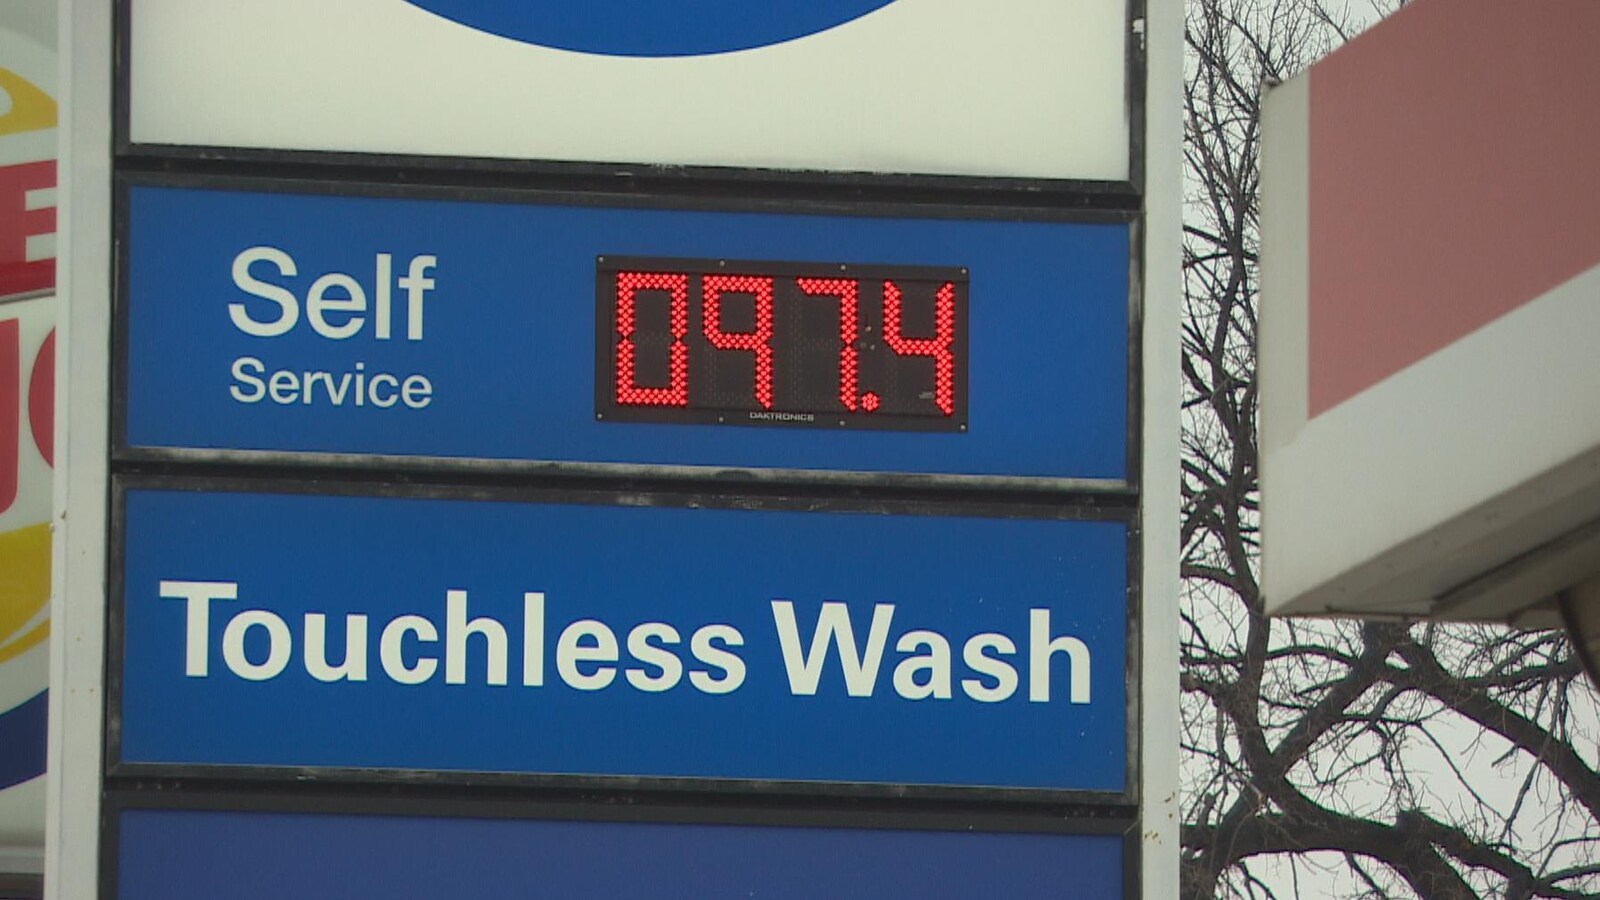 Self
Service
097.4
DAKTRONICS
Touchless Wash